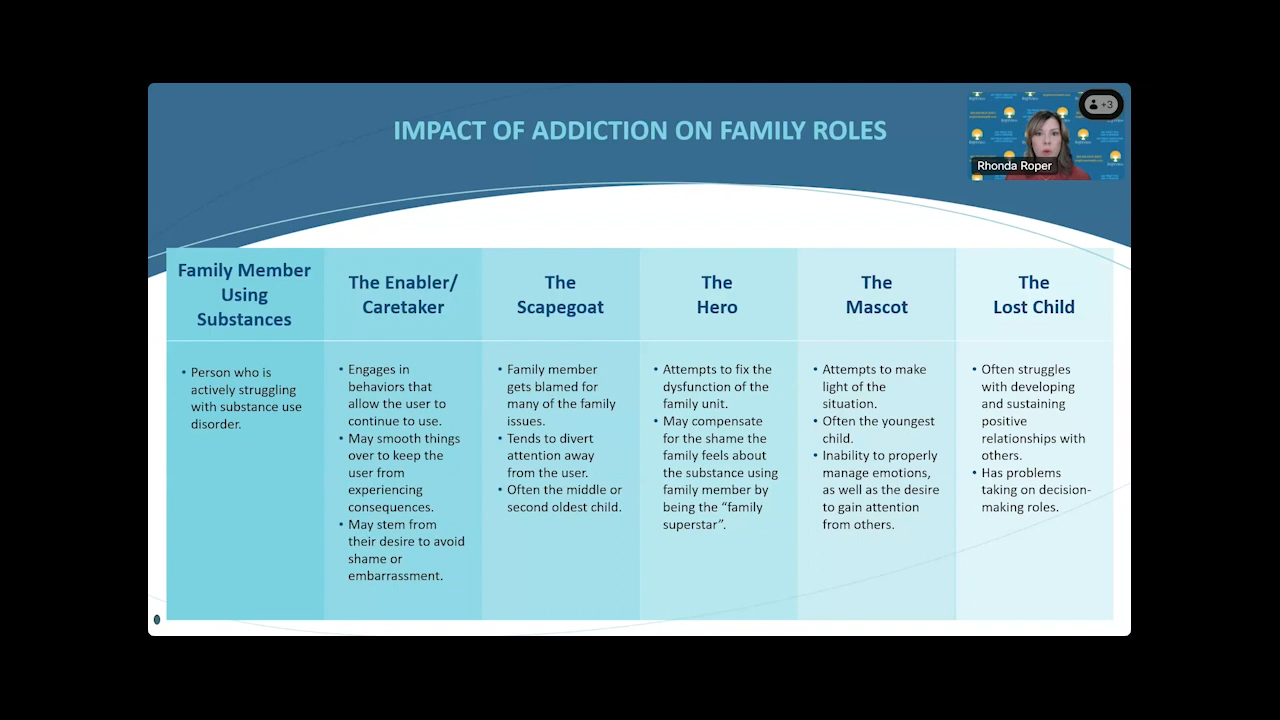 IMPACT OF ADDICTION ON FAMILY ROLES
+3
Rhonda Roper
Family Member
Using
Substances
• Person who is
actively struggling
with substance use
disorder.
The Enabler/
Caretaker
• Engages in
behaviors that
allow the user to
continue to use.
• May smooth things
over to keep the
user from
experiencing
consequences.
• May stem from
their desire to avoid
shame or
embarrassment.
The
Scapegoat
• Family member
gets blamed for
many of the family
issues.
• Tends to divert
attention away
from the user.
• Often the middle or
second oldest child.
The
Hero
• Attempts to fix the
dysfunction of the
family unit.
• May compensate
for the shame the
family feels about
the substance using
family member by
being the “family
superstar”.
The
Mascot
• Attempts to make
light of the
situation.
• Often the youngest
child.
• Inability to properly
manage emotions,
as well as the desire
to gain attention
from others.
The
Lost Child
• Often struggles
with developing
and sustaining
positive
relationships with
others.
• Has problems
taking on decision-
making roles.